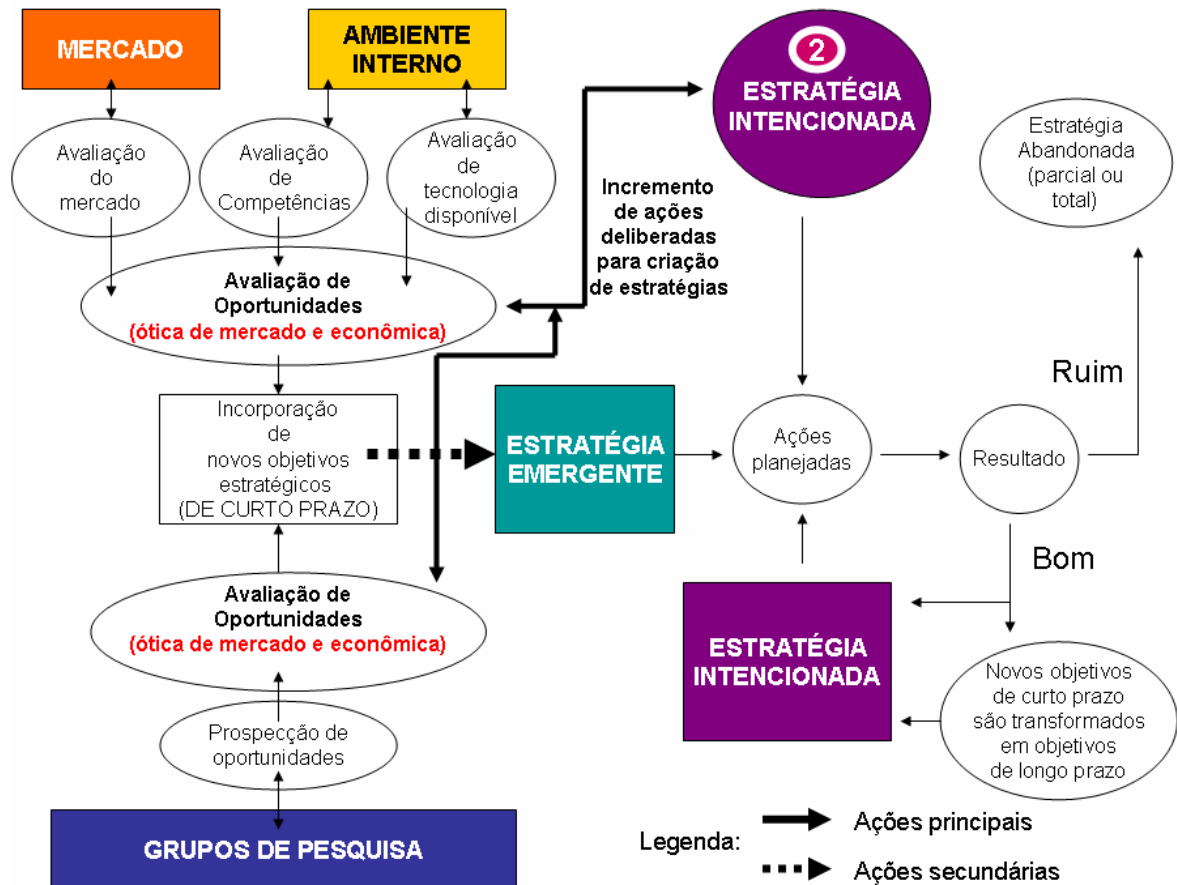 MERCADO
AMBIENTE
INTERNO
2
ESTRATÉGIA
INTENCIONADA
Avaliação
do
mercado
Avaliação
de
Competências
Avaliação
de
tecnologia
disponível
Estratégia
Abandonada
(parcial ou
total)
Incremento
de ações
deliberadas
para criação
de estratégias
Avaliação de
Oportunidades
(ótica de mercado e econômica)
Ruim
Incorporação
de
novos objetivos
estratégicos
(DE CURTO PRAZO)
ESTRATÉGIA
EMERGENTE
Ações
planejadas
Resultado
Bom
Avaliação de
Oportunidades
(ótica de mercado e econômica)
ESTRATÉGIA
INTENCIONADA
Novos objetivos
de curto prazo
são transformados
em objetivos
de longo prazo
Prospecção de
oportunidades
GRUPOS DE PESQUISA
Legenda:
Ações principais
Ações secundárias